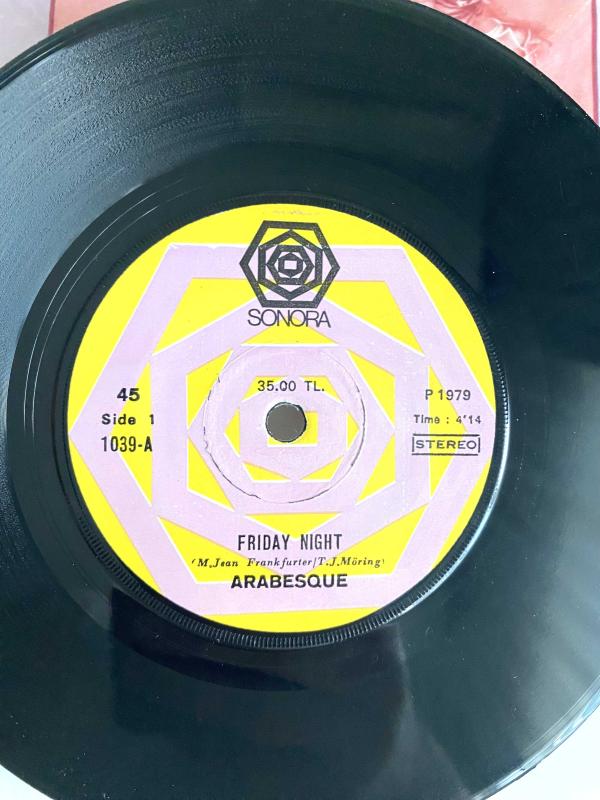 SONORA
35.00 TL.
45
Side 1
1039-A
P 1979
Time : 4'14
STEREO
FRIDAY NIGHT
(M.Jean Frankfurter/T.J.Möring)
ARABESQUE